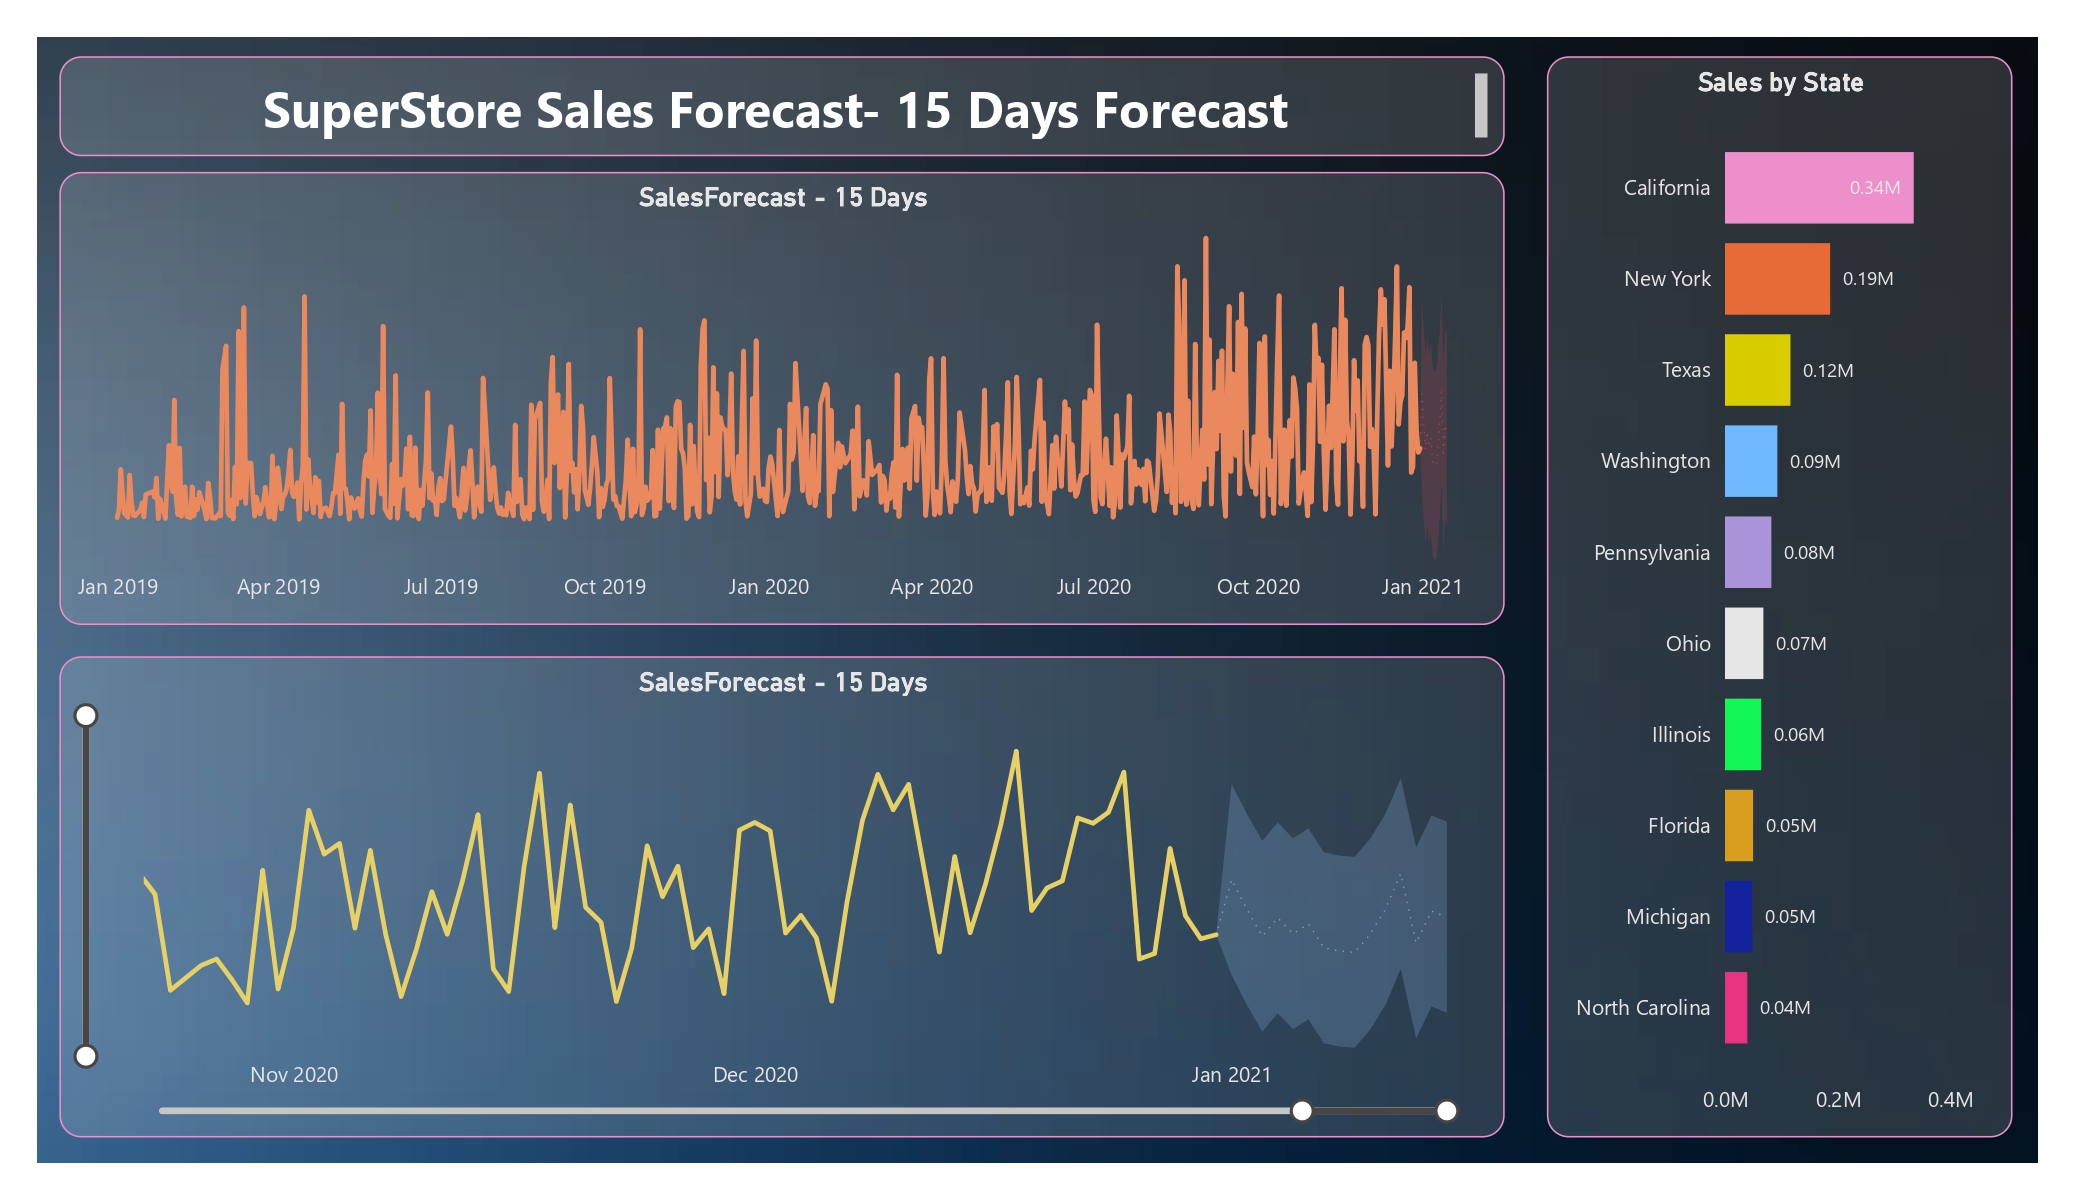 SuperStore Sales Forecast- 15 Days Forecast
SalesForecast - 15 Days
Jan 2019 Apr 2019 Jul 2019 Oct 2019 Jan 2020 Apr 2020 Jul 2020 Oct 2020 Jan 2021
SalesForecast - 15 Days
Nov 2020 Dec 2020 Jan 2021
Sales by State
California 0.34M
New York 0.19M
Texas 0.12M
Washington 0.09M
Pennsylvania 0.08M
Ohio 0.07M
Illinois 0.06M
Florida 0.05M
Michigan 0.05M
North Carolina 0.04M
0.0M 0.2M 0.4M